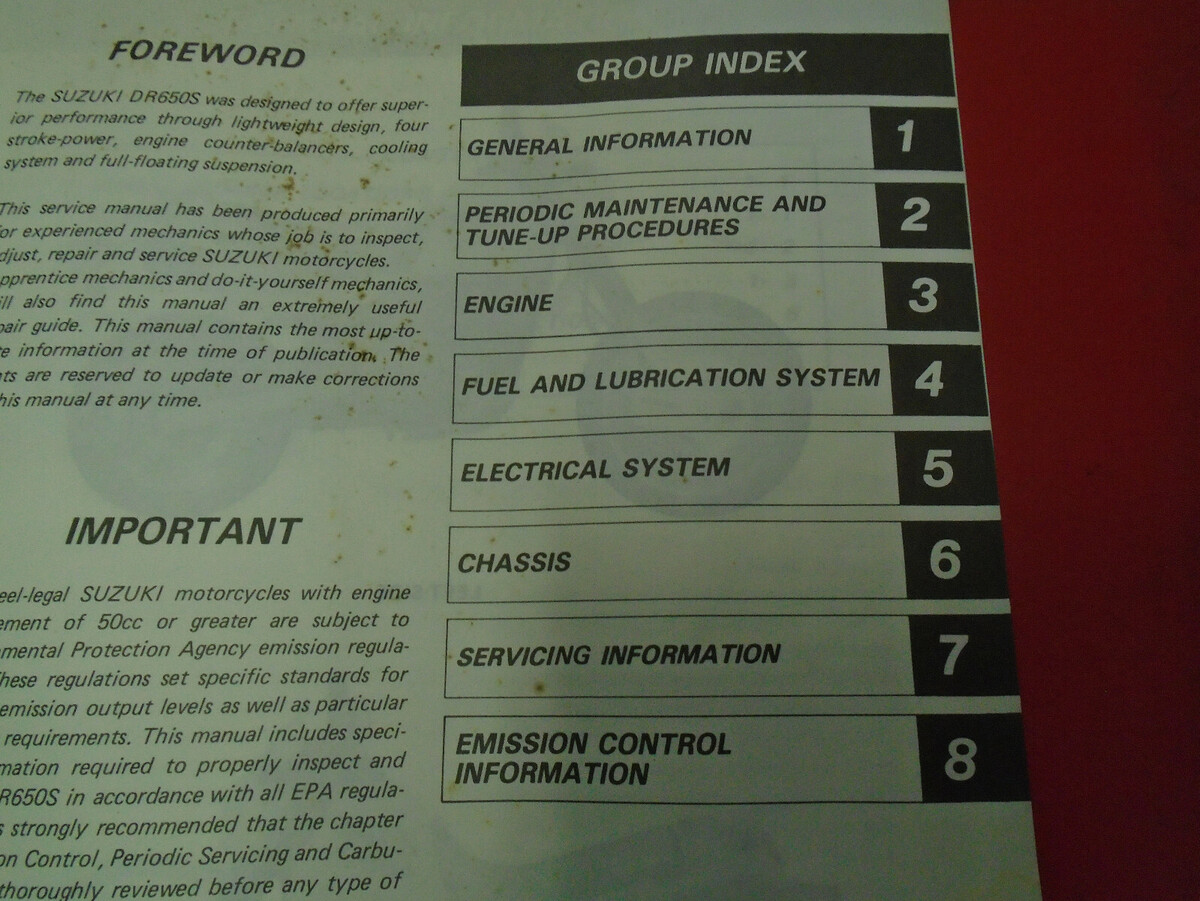 FOREWORD
The SUZUKI DR650S was designed to offer super-
ior performance through lightweight design, four
stroke-power, engine counter-balancers, cooling
system and full-floating suspension.
This service manual has been produced primarily
or experienced mechanics whose job is to inspect,
djust, repair and service SUZUKI motorcycles.
pprentice mechanics and do-it-yourself mechanics,
ill also find this manual an extremely useful
pair guide. This manual contains the most up-to-
e information at the time of publication. The
ts are reserved to update or make corrections
his manual at any time.
IMPORTANT
eel-legal SUZUKI motorcycles with engine
ement of 50cc or greater are subject to
mental Protection Agency emission regula-
hese regulations set specific standards for
emission output levels as well as particular
requirements. This manual includes speci-
mation required to properly inspect and
R650S in accordance with all EPA regula-
s strongly recommended that the chapter
on Control, Periodic Servicing and Carbu-
thoroughly reviewed before any type of
GROUP INDEX
GENERAL INFORMATION 1
PERIODIC MAINTENANCE AND
TUNE-UP PROCEDURES 2
ENGINE 3
FUEL AND LUBRICATION SYSTEM 4
ELECTRICAL SYSTEM 5
CHASSIS 6
SERVICING INFORMATION 7
EMISSION CONTROL
INFORMATION 8